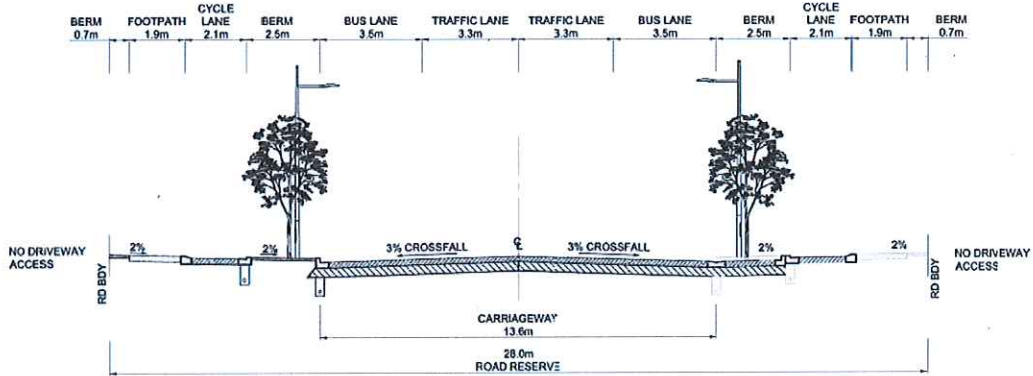 BERM
0.7m
FOOTPATH
1.9m
CYCLE
LANE
2.1m
BERM
2.5m
BUS LANE
3.5m
TRAFFIC LANE
3.3m
TRAFFIC LANE
3.3m
BUS LANE
3.5m
BERM
2.5m
CYCLE
LANE
2.1m
FOOTPATH
1.9m
BERM
0.7m
NO DRIVEWAY
ACCESS
2%
2%
3% CROSSFALL
℄
3% CROSSFALL
2%
2%
NO DRIVEWAY
ACCESS
RD BDY
RD BDY
CARRIAGEWAY
13.6m
28.0m
ROAD RESERVE